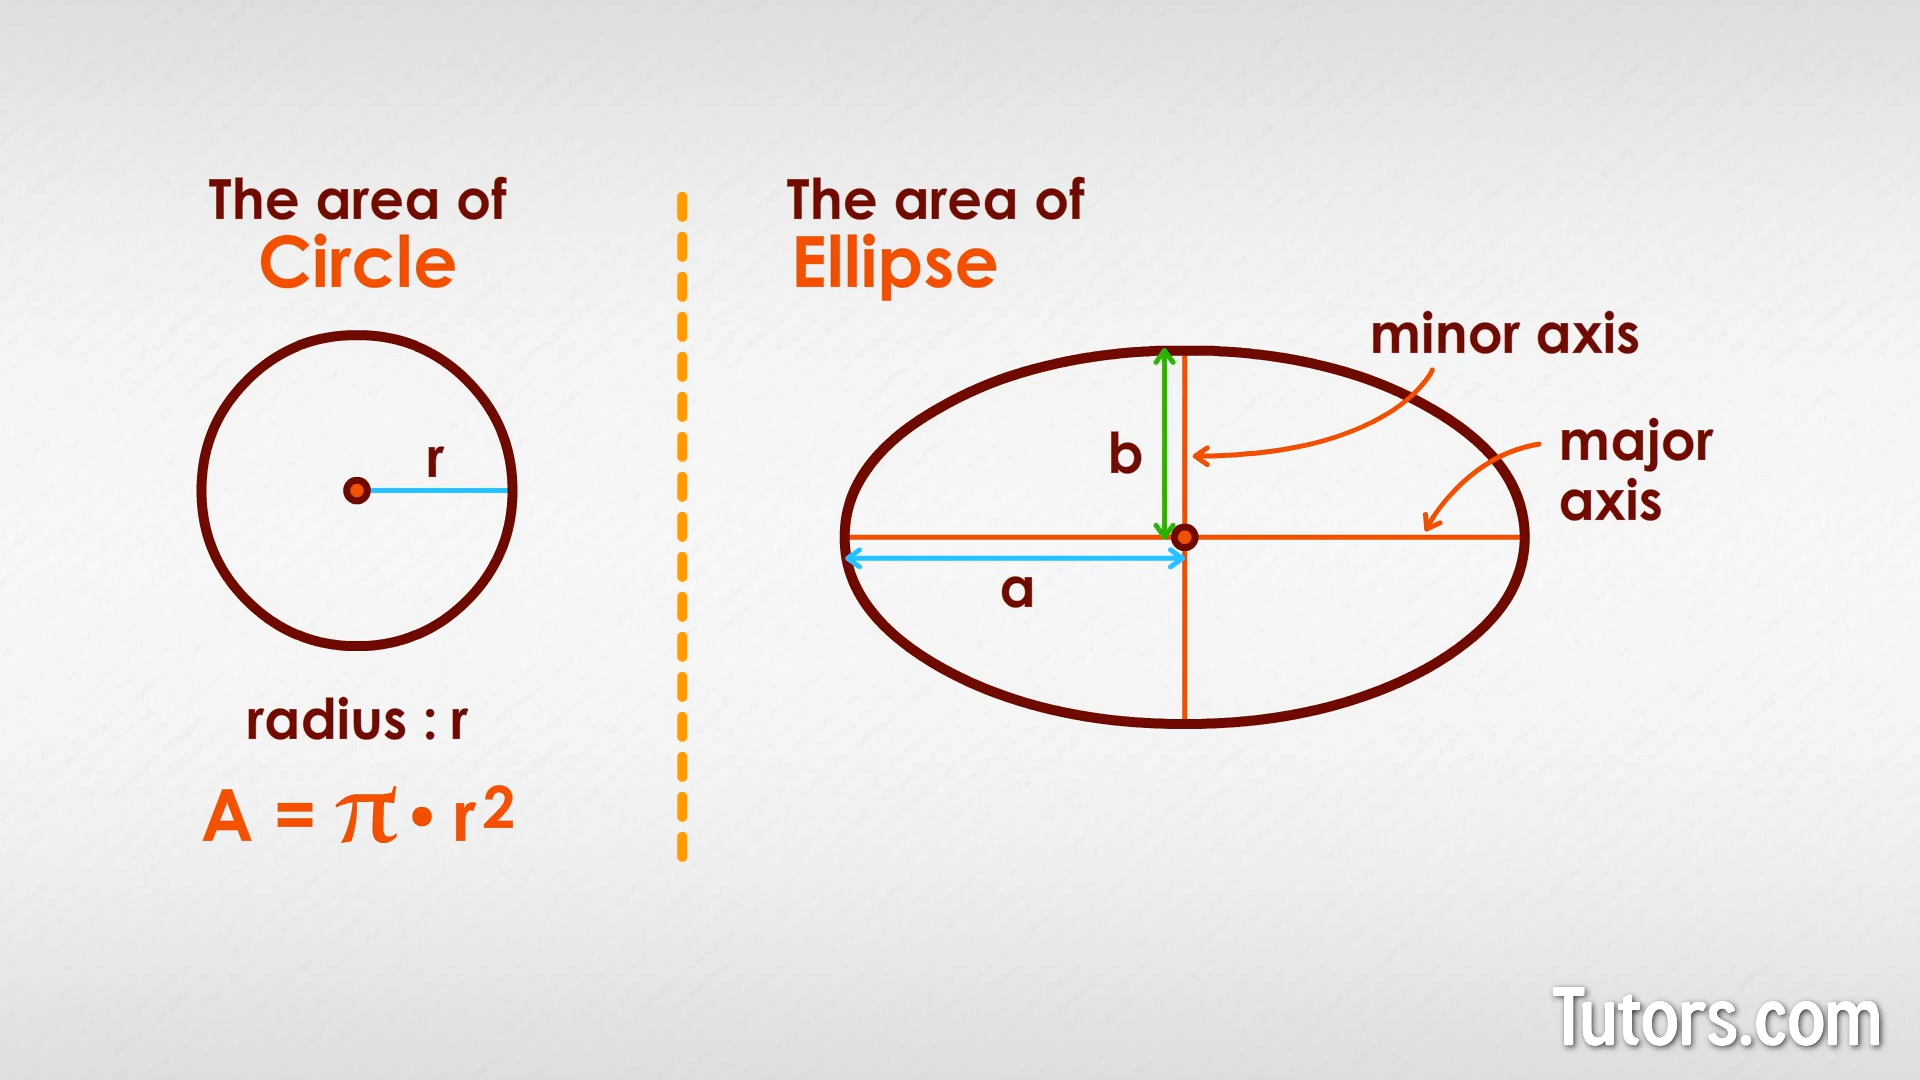 The area of
Circle
r
radius : r
A = π • r²
The area of
Ellipse
minor axis
major
axis
b
a
Tutors.com